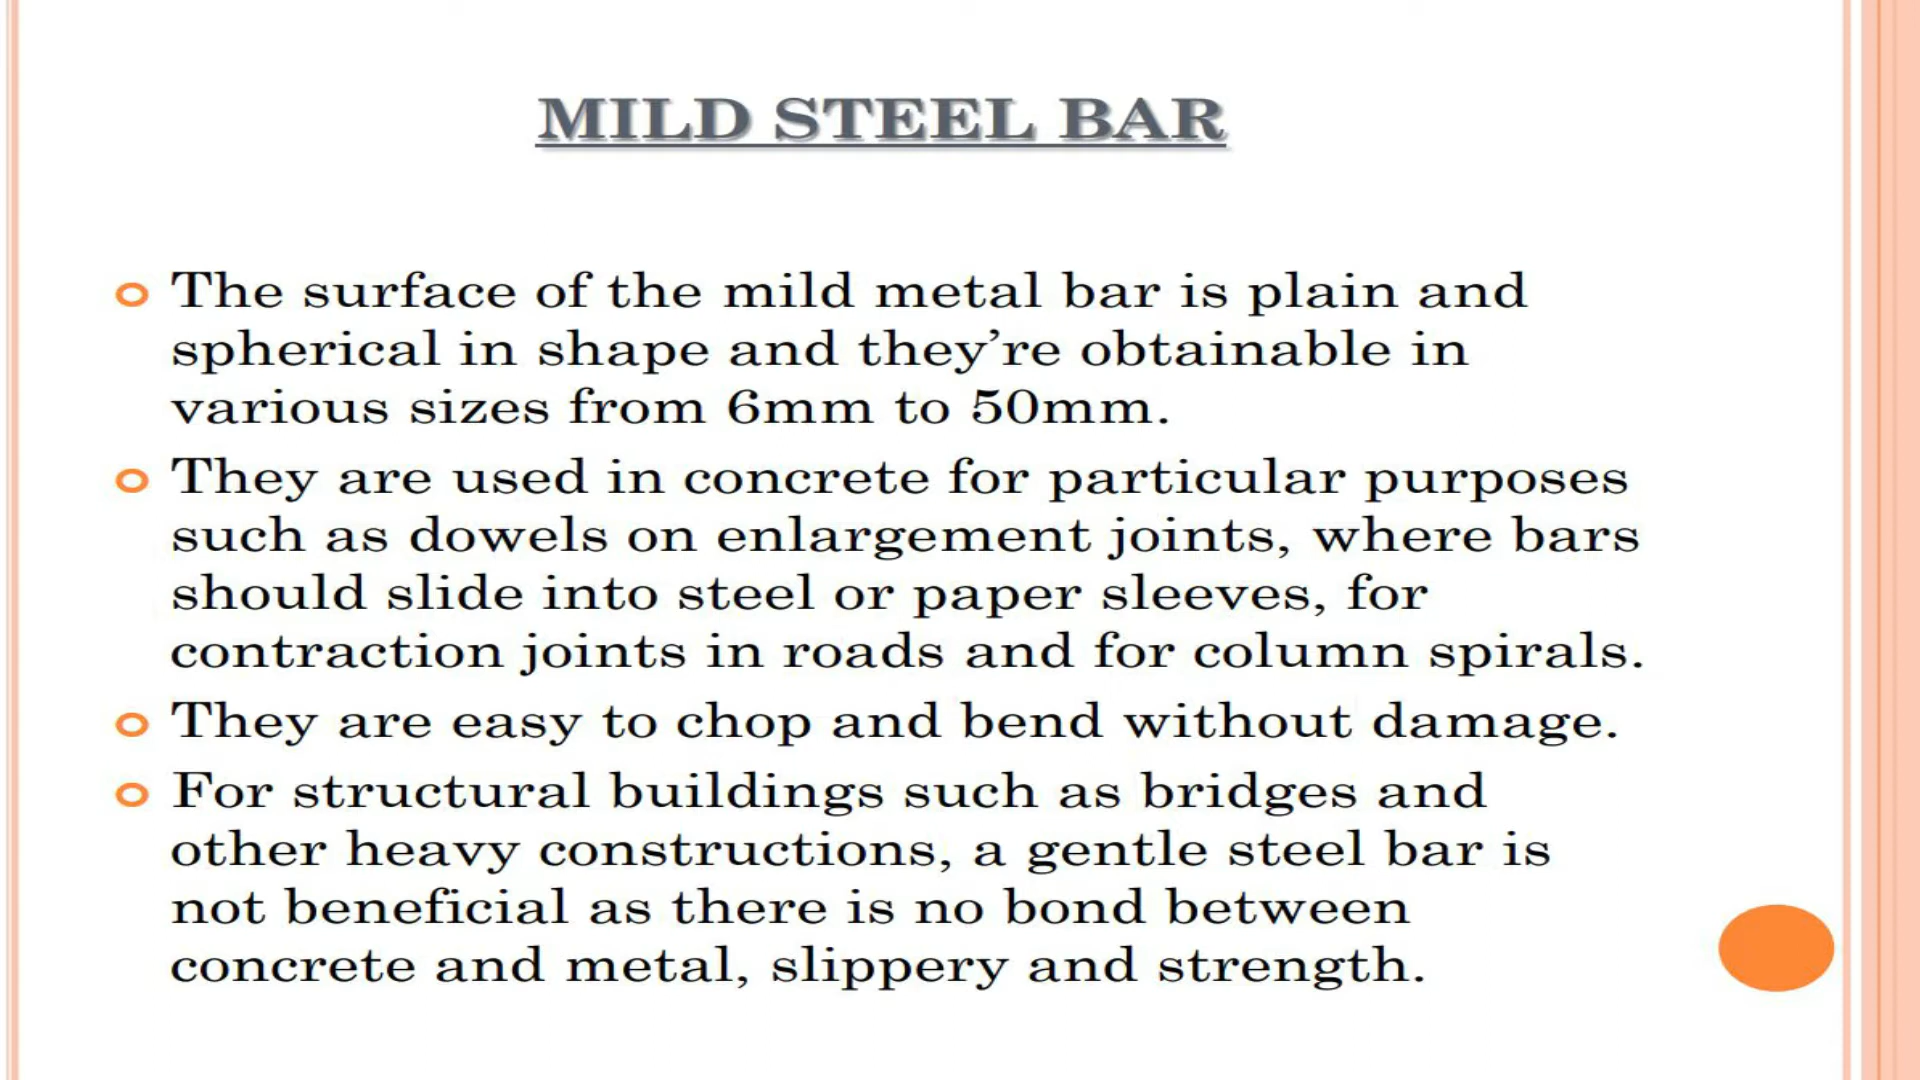 MILD STEEL BAR
The surface of the mild metal bar is plain and
spherical in shape and they’re obtainable in
various sizes from 6mm to 50mm.
They are used in concrete for particular purposes
such as dowels on enlargement joints, where bars
should slide into steel or paper sleeves, for
contraction joints in roads and for column spirals.
They are easy to chop and bend without damage.
For structural buildings such as bridges and
other heavy constructions, a gentle steel bar is
not beneficial as there is no bond between
concrete and metal, slippery and strength.